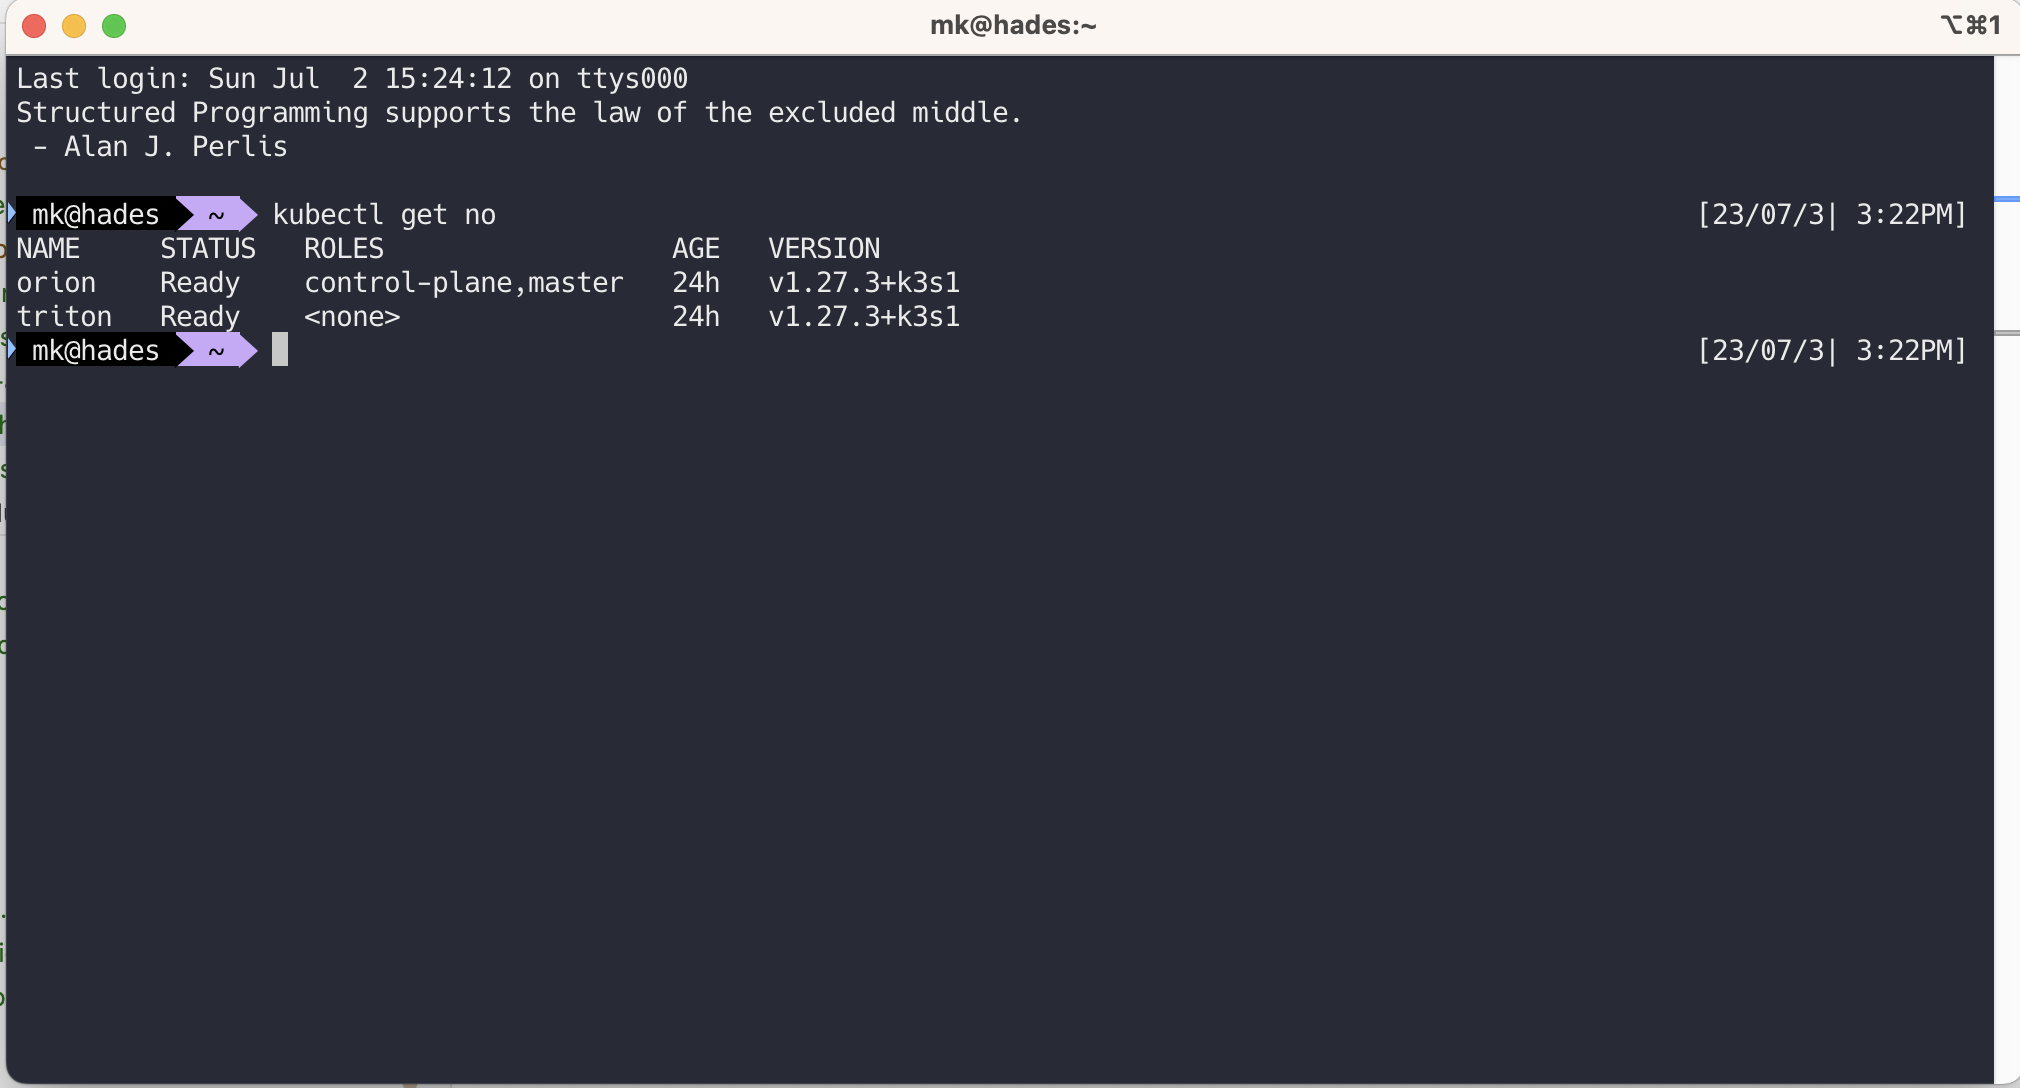 mk@hades:~
⌥⌘1
Last login: Sun Jul  2 15:24:12 on ttys000
Structured Programming supports the law of the excluded middle.
 - Alan J. Perlis
mk@hades ~ kubectl get no [23/07/3| 3:22PM]
NAME     STATUS   ROLES                  AGE   VERSION
orion    Ready    control-plane,master   24h   v1.27.3+k3s1
triton   Ready    <none>                 24h   v1.27.3+k3s1
mk@hades ~ [23/07/3| 3:22PM]